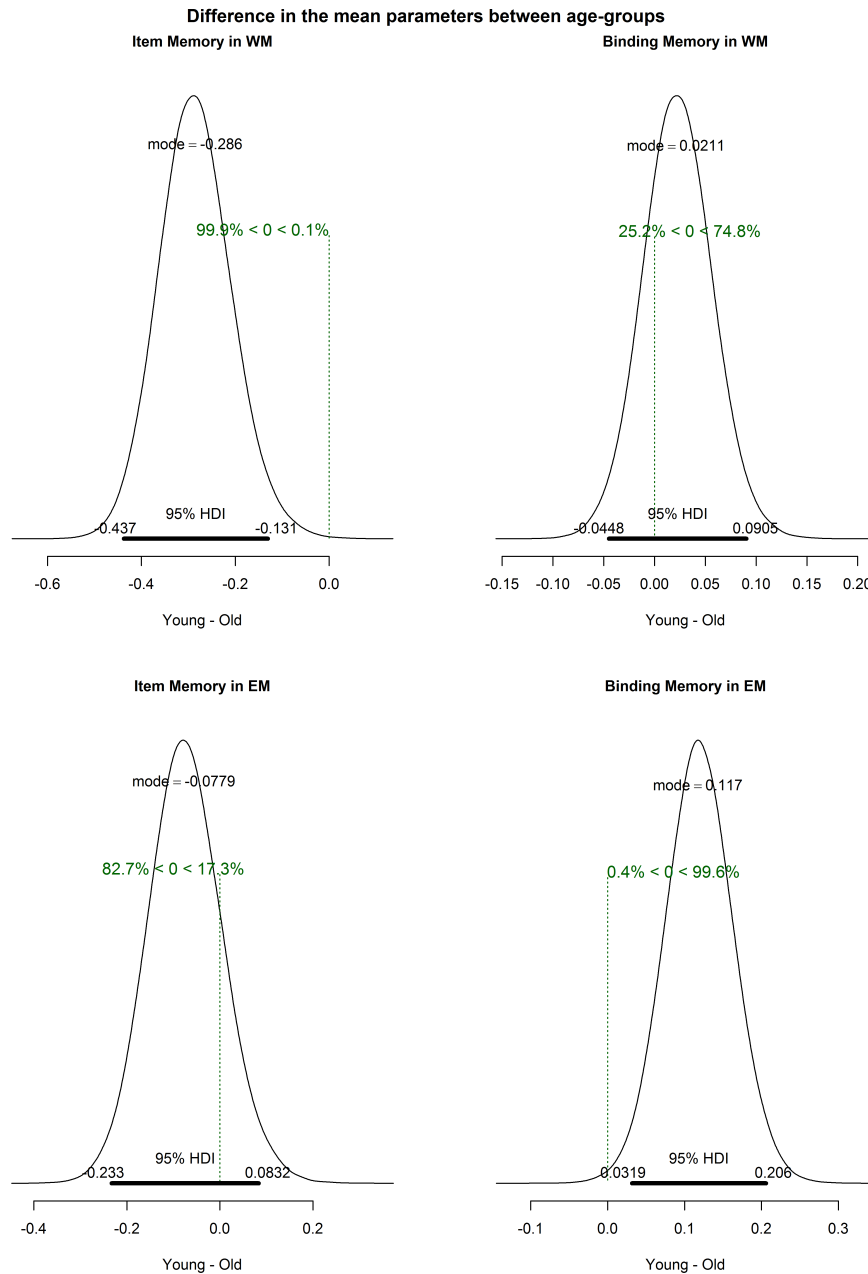 Difference in the mean parameters between age-groups
Item Memory in WM
mode = -0.286
99.9% < 0 < 0.1%
95% HDI
-0.437 -0.131
-0.6 -0.4 -0.2 0.0
Young - Old
Binding Memory in WM
mode = 0.0211
25.2% < 0 < 74.8%
95% HDI
-0.0448 0.0905
-0.15 -0.10 -0.05 0.00 0.05 0.10 0.15 0.20
Young - Old
Item Memory in EM
mode = -0.0779
82.7% < 0 < 17.3%
95% HDI
-0.233 0.0832
-0.4 -0.2 0.0 0.2
Young - Old
Binding Memory in EM
mode = 0.117
0.4% < 0 < 99.6%
95% HDI
0.0319 0.206
-0.1 0.0 0.1 0.2 0.3
Young - Old